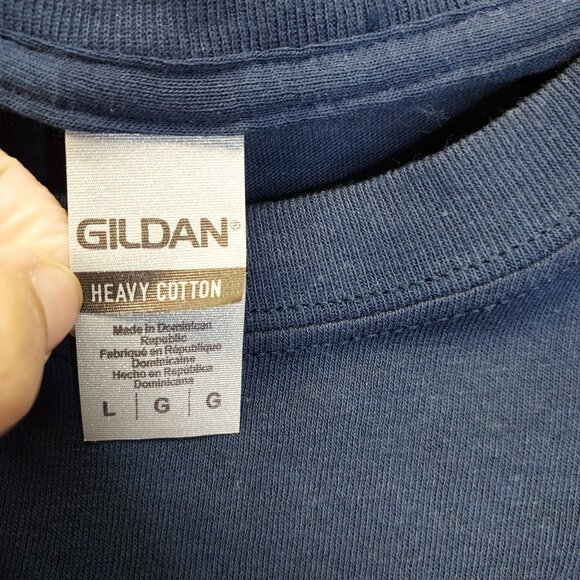 GILDAN®
HEAVY COTTON
Made in Dominican
Republic
Fabriqué en République
Dominicaine
Hecho en República
Dominicana
L | G | G